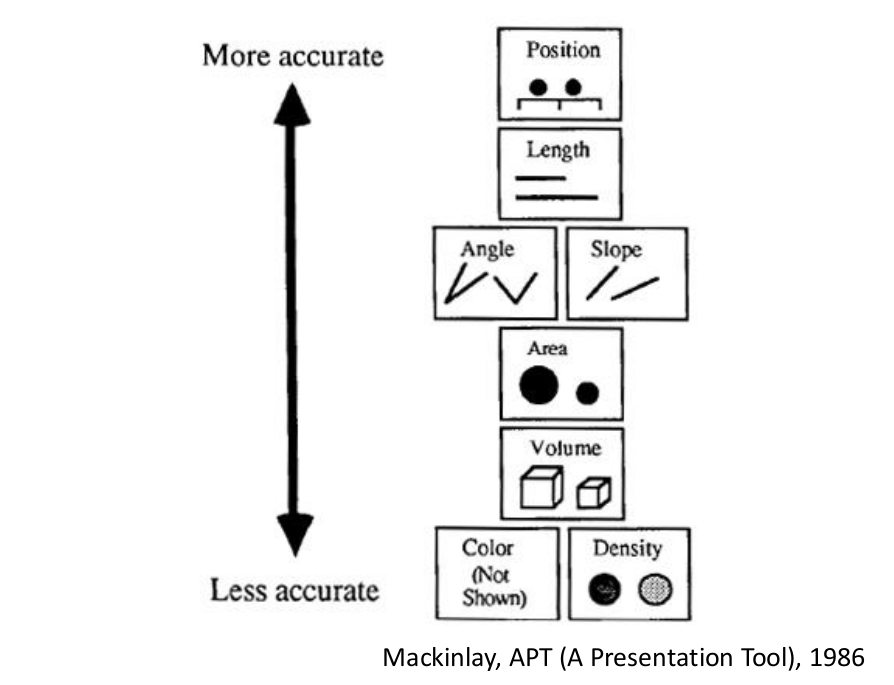 More accurate
Position
Length
Angle
Slope
Area
Volume
Color
(Not
Shown)
Density
Less accurate
Mackinlay, APT (A Presentation Tool), 1986